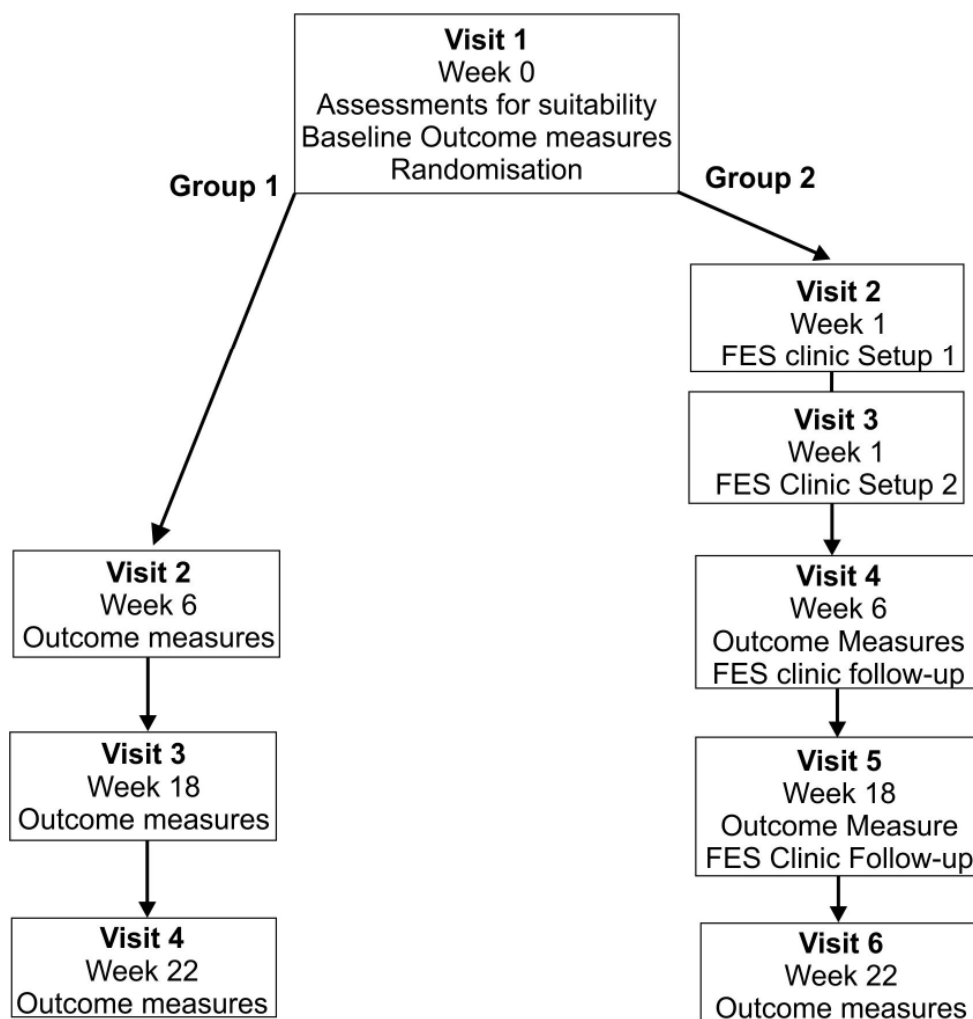 Visit 1
Week 0
Assessments for suitability
Baseline Outcome measures
Randomisation
Group 1
Group 2
Visit 2
Week 1
FES clinic Setup 1
Visit 3
Week 1
FES Clinic Setup 2
Visit 2
Week 6
Outcome measures
Visit 4
Week 6
Outcome Measures
FES clinic follow-up
Visit 3
Week 18
Outcome measures
Visit 5
Week 18
Outcome Measure
FES Clinic Follow-up
Visit 4
Week 22
Outcome measures
Visit 6
Week 22
Outcome measures